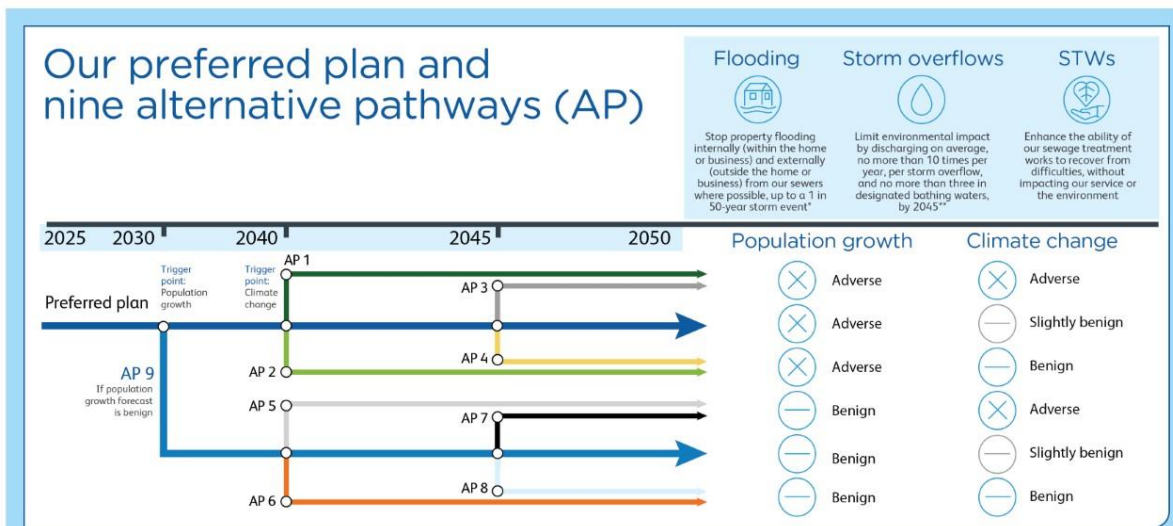 Our preferred plan and
nine alternative pathways (AP)
Flooding
Stop property flooding
internally (within the home
or business) and externally
(outside the home or
business) from our sewers
where possible, up to a 1 in
50-year storm event*
Storm overflows
Limit environmental impact
by discharging on average,
no more than 10 times per
year, per storm overflow,
and no more than three in
designated bathing waters,
by 2045**
STWs
Enhance the ability of
our sewage treatment
works to recover from
difficulties, without
impacting our service or
the environment
2025 2030 2040 2045 2050
Population growth Climate change
Trigger
point:
Population
growth
Trigger
point:
Climate
change
Preferred plan
AP 1
AP 3
AP 4
AP 2
AP 9
If population
growth forecast
is benign
AP 5
AP 7
AP 8
AP 6
Adverse Adverse
Adverse Slightly benign
Adverse Benign
Benign Adverse
Benign Slightly benign
Benign Benign